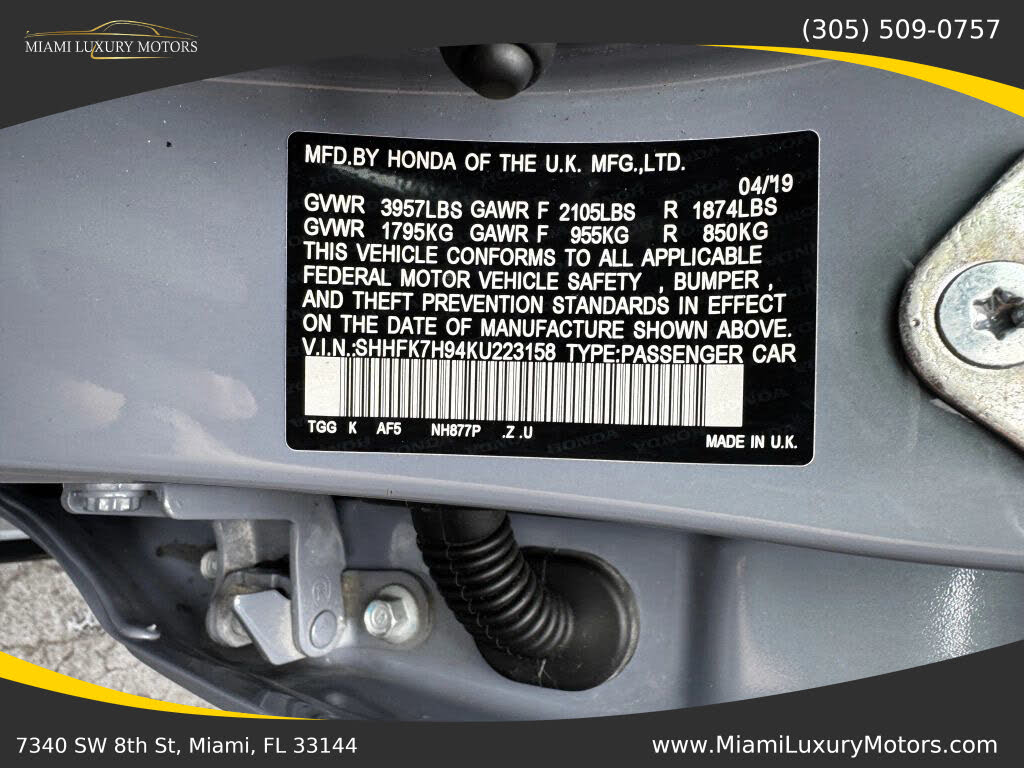 MIAMI LUXURY MOTORS
(305) 509-0757
MFD.BY HONDA OF THE U.K. MFG.,LTD.
04/'19
GVWR 3957LBS GAWR F 2105LBS R 1874LBS
GVWR 1795KG GAWR F 955KG R 850KG
THIS VEHICLE CONFORMS TO ALL APPLICABLE
FEDERAL MOTOR VEHICLE SAFETY , BUMPER ,
AND THEFT PREVENTION STANDARDS IN EFFECT
ON THE DATE OF MANUFACTURE SHOWN ABOVE.
V.I.N.:SHHFK7H94KU223158 TYPE:PASSENGER CAR
TGG K AF5 NH877P .Z .U
MADE IN U.K.
7340 SW 8th St, Miami, FL 33144
www.MiamiLuxuryMotors.com